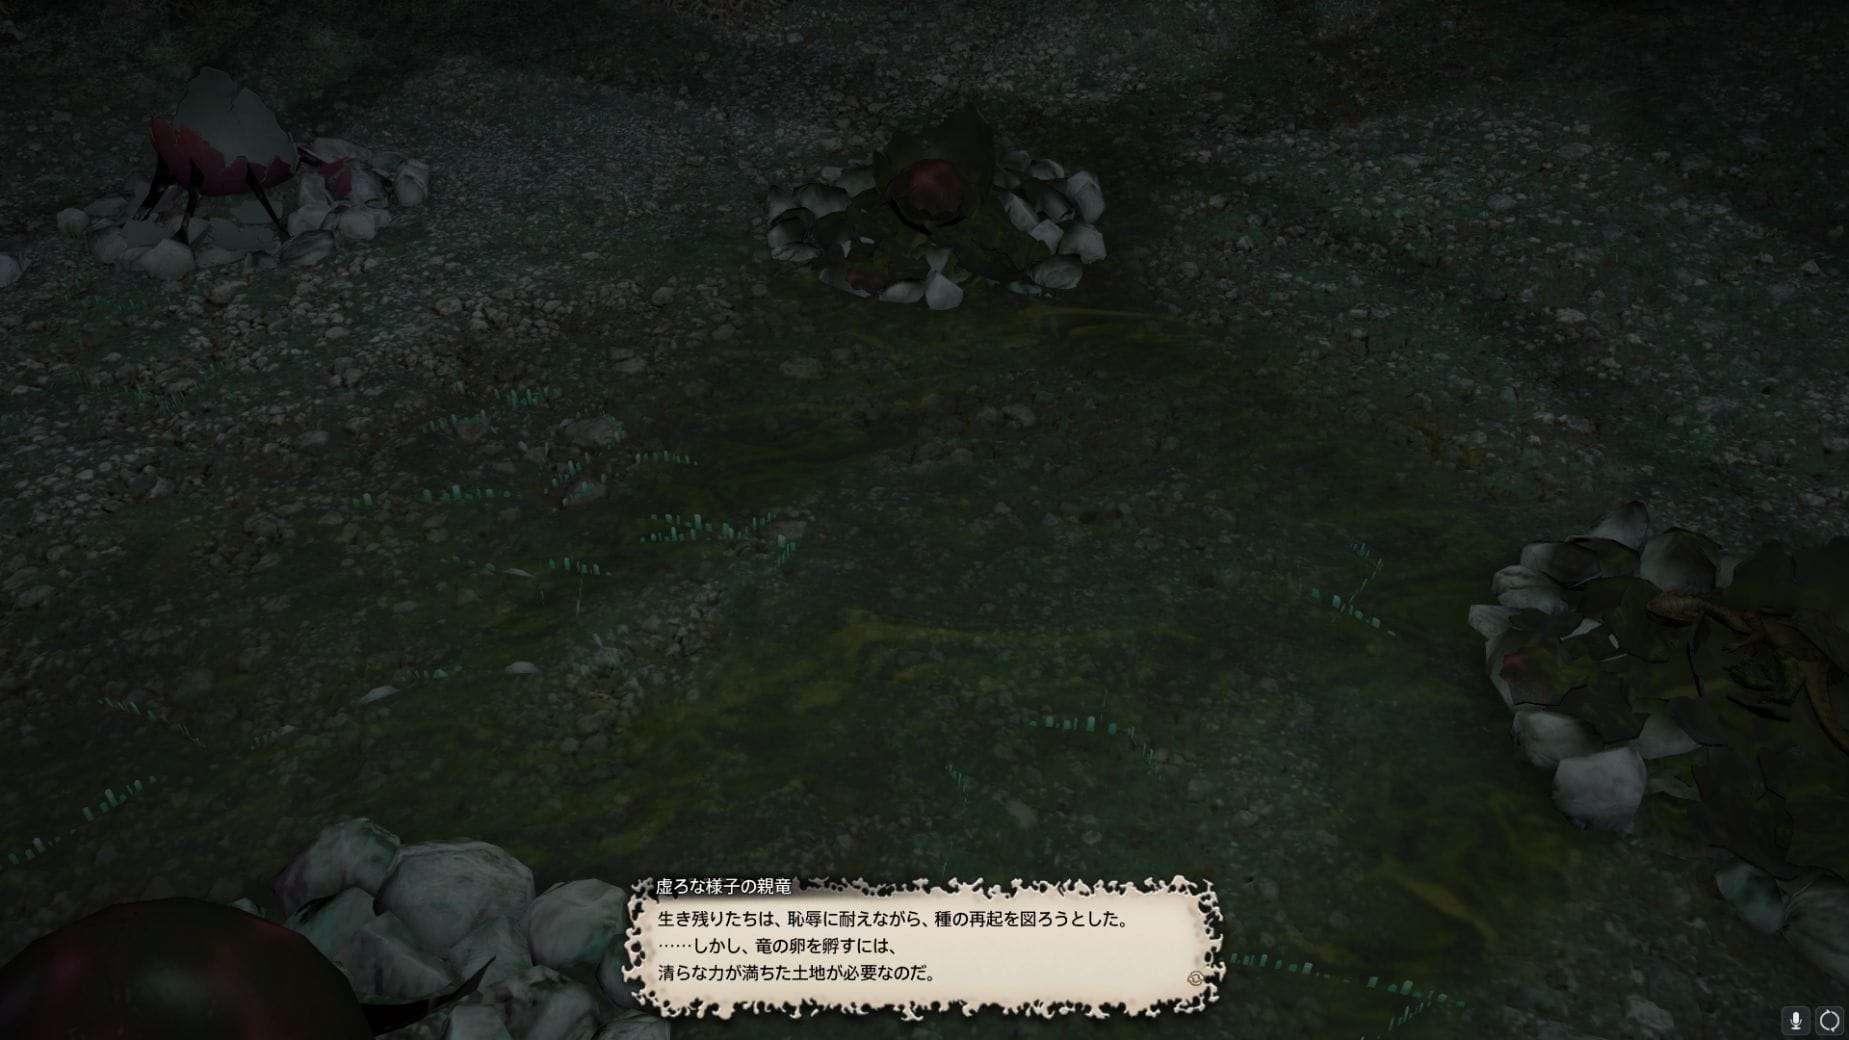 虚ろな様子の親竜
生き残りたちは、恥辱に耐えながら、種の再起を図ろうとした。
……しかし、竜の卵を孵すには、
清らな力が満ちた土地が必要なのだ。